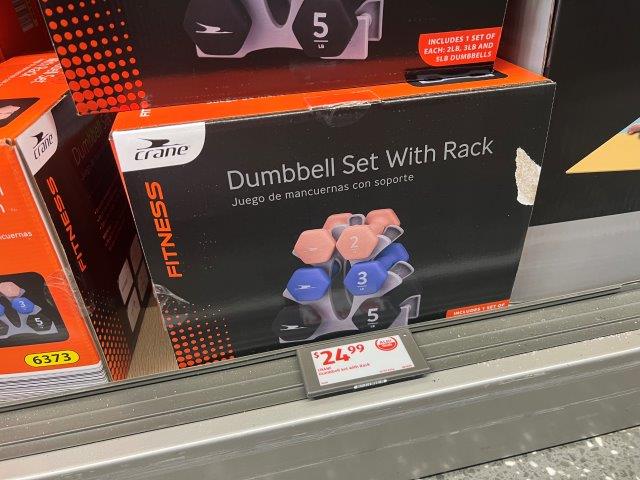 5
LB
INCLUDES 1 SET OF
EACH: 2LB, 3LB AND
5LB DUMBBELLS
crane
FITNESS
crane
FITNESS
Dumbbell Set With Rack
Juego de mancuernas con soporte
2
3
LB
5
5
6373
INCLUDES 1 SET OF
$24.99
CRANE
Dumbbell Set with Rack